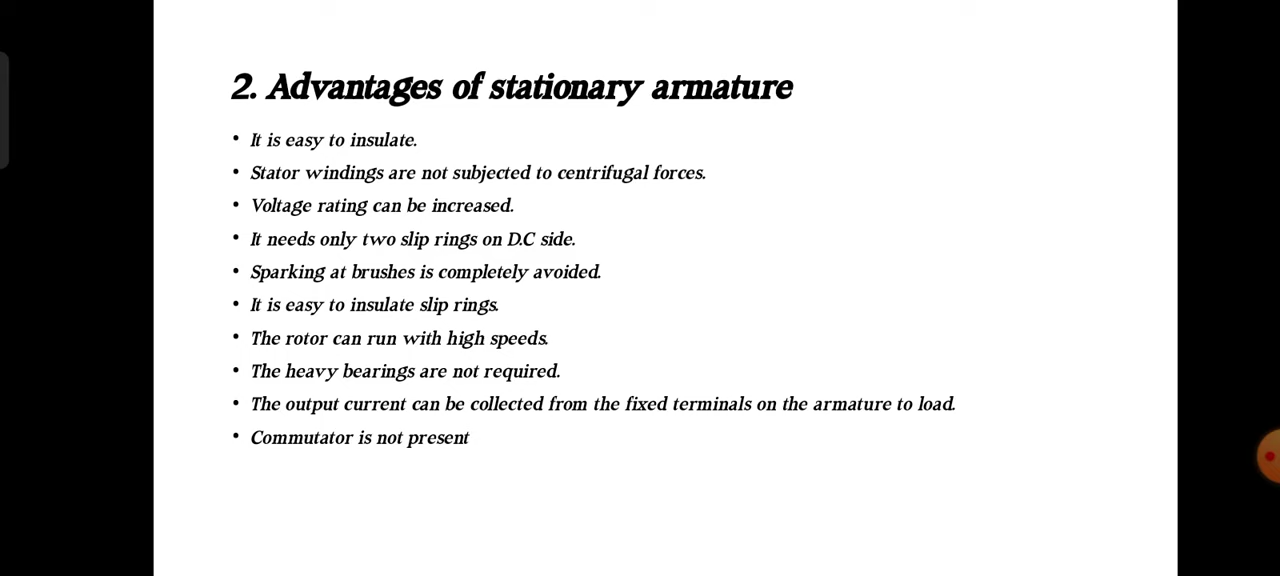 2. Advantages of stationary armature
• It is easy to insulate.
• Stator windings are not subjected to centrifugal forces.
• Voltage rating can be increased.
• It needs only two slip rings on D.C side.
• Sparking at brushes is completely avoided.
• It is easy to insulate slip rings.
• The rotor can run with high speeds.
• The heavy bearings are not required.
• The output current can be collected from the fixed terminals on the armature to load.
• Commutator is not present